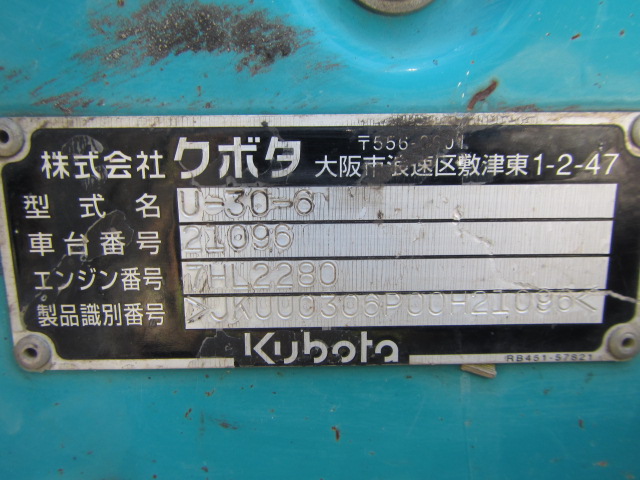 株式会社 クボタ
大阪市浪速区敷津東1-2-47
型式名 U-30-6
車台番号 21096
エンジン番号 7HL2280
製品識別番号 >JKUU0306P00H21096<
Kubota
RB451-57821